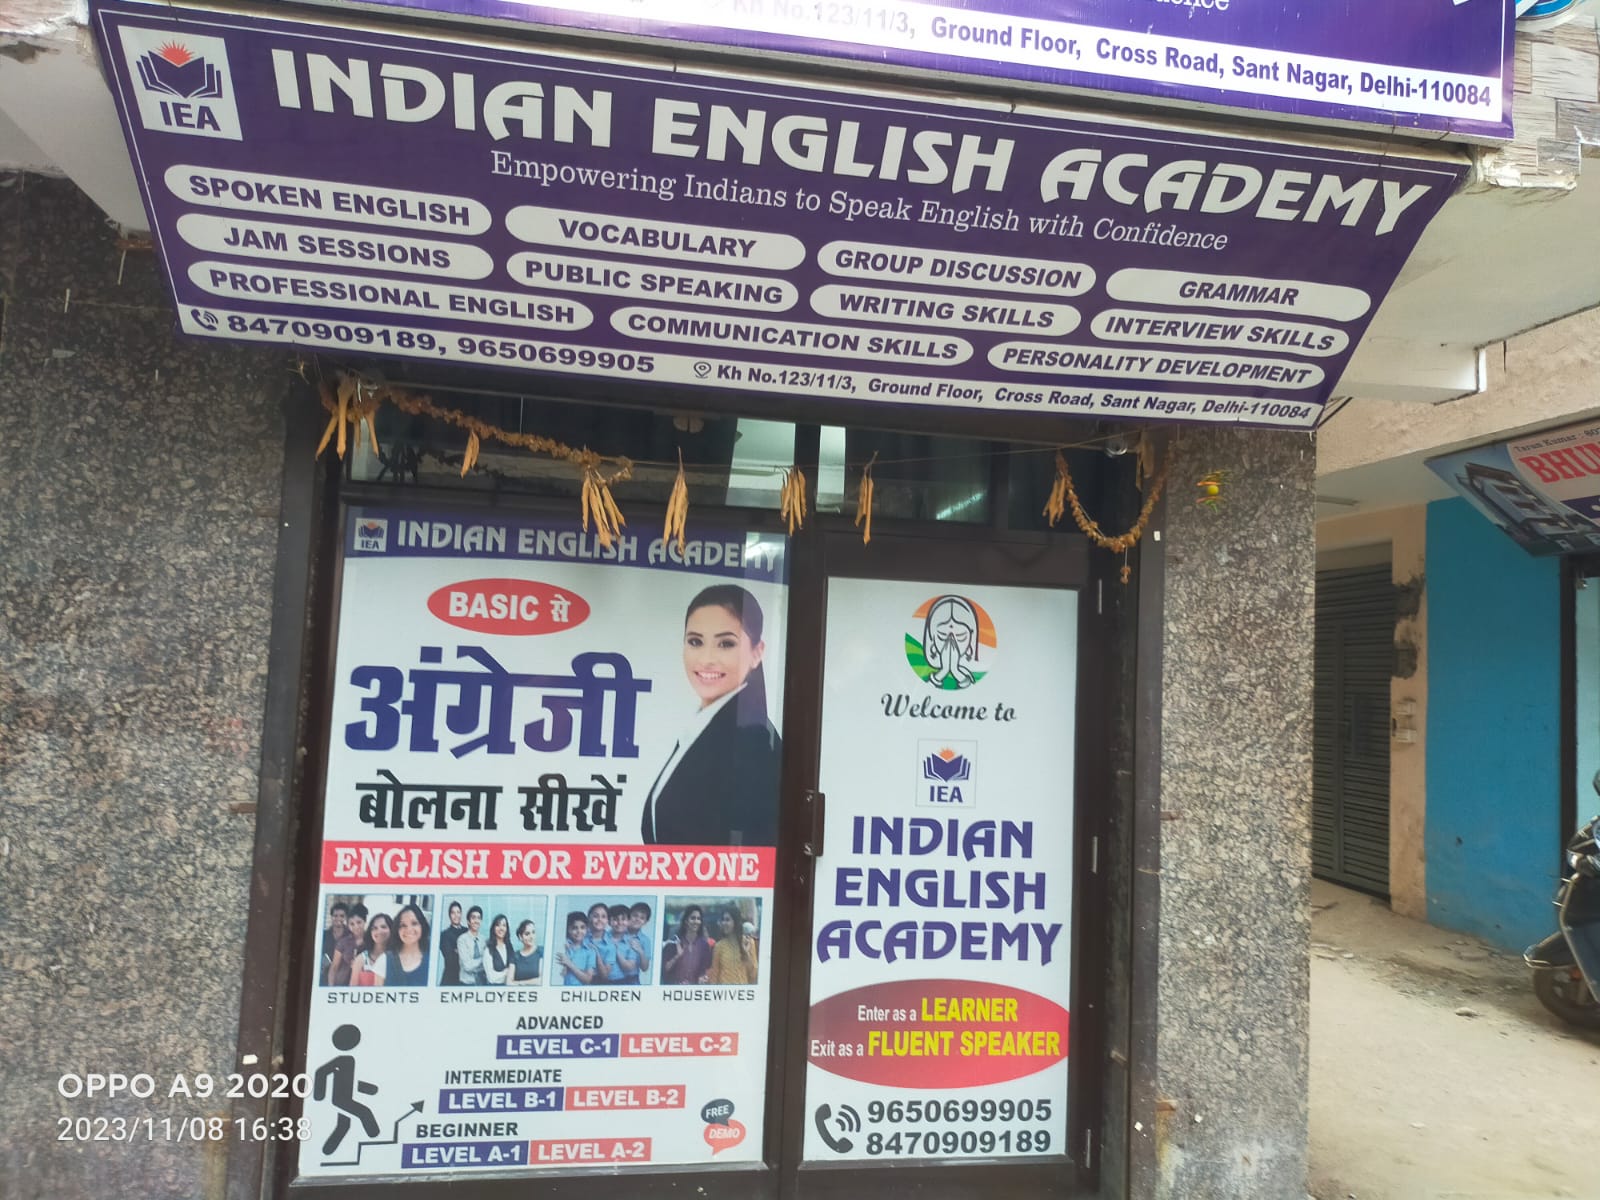 Kh No.123/11/3, Ground Floor, Cross Road, Sant Nagar, Delhi-110084
IEA
INDIAN ENGLISH ACADEMY
Empowering Indians to Speak English with Confidence
SPOKEN ENGLISH
VOCABULARY
GROUP DISCUSSION
GRAMMAR
JAM SESSIONS
PUBLIC SPEAKING
WRITING SKILLS
INTERVIEW SKILLS
PROFESSIONAL ENGLISH
COMMUNICATION SKILLS
PERSONALITY DEVELOPMENT
8470909189, 9650699905
Kh No.123/11/3, Ground Floor, Cross Road, Sant Nagar, Delhi-110084
IEA
INDIAN ENGLISH ACADEMY
BASIC से
अंग्रेजी
बोलना सीखें
ENGLISH FOR EVERYONE
STUDENTS EMPLOYEES CHILDREN HOUSEWIVES
ADVANCED
LEVEL C-1 LEVEL C-2
INTERMEDIATE
LEVEL B-1 LEVEL B-2
BEGINNER
LEVEL A-1 LEVEL A-2
FREE
DEMO
Welcome to
IEA
INDIAN
ENGLISH
ACADEMY
Enter as a LEARNER
Exit as a FLUENT SPEAKER
9650699905
8470909189
Tarun Kumar
OPPO A9 2020
2023/11/08 16:38